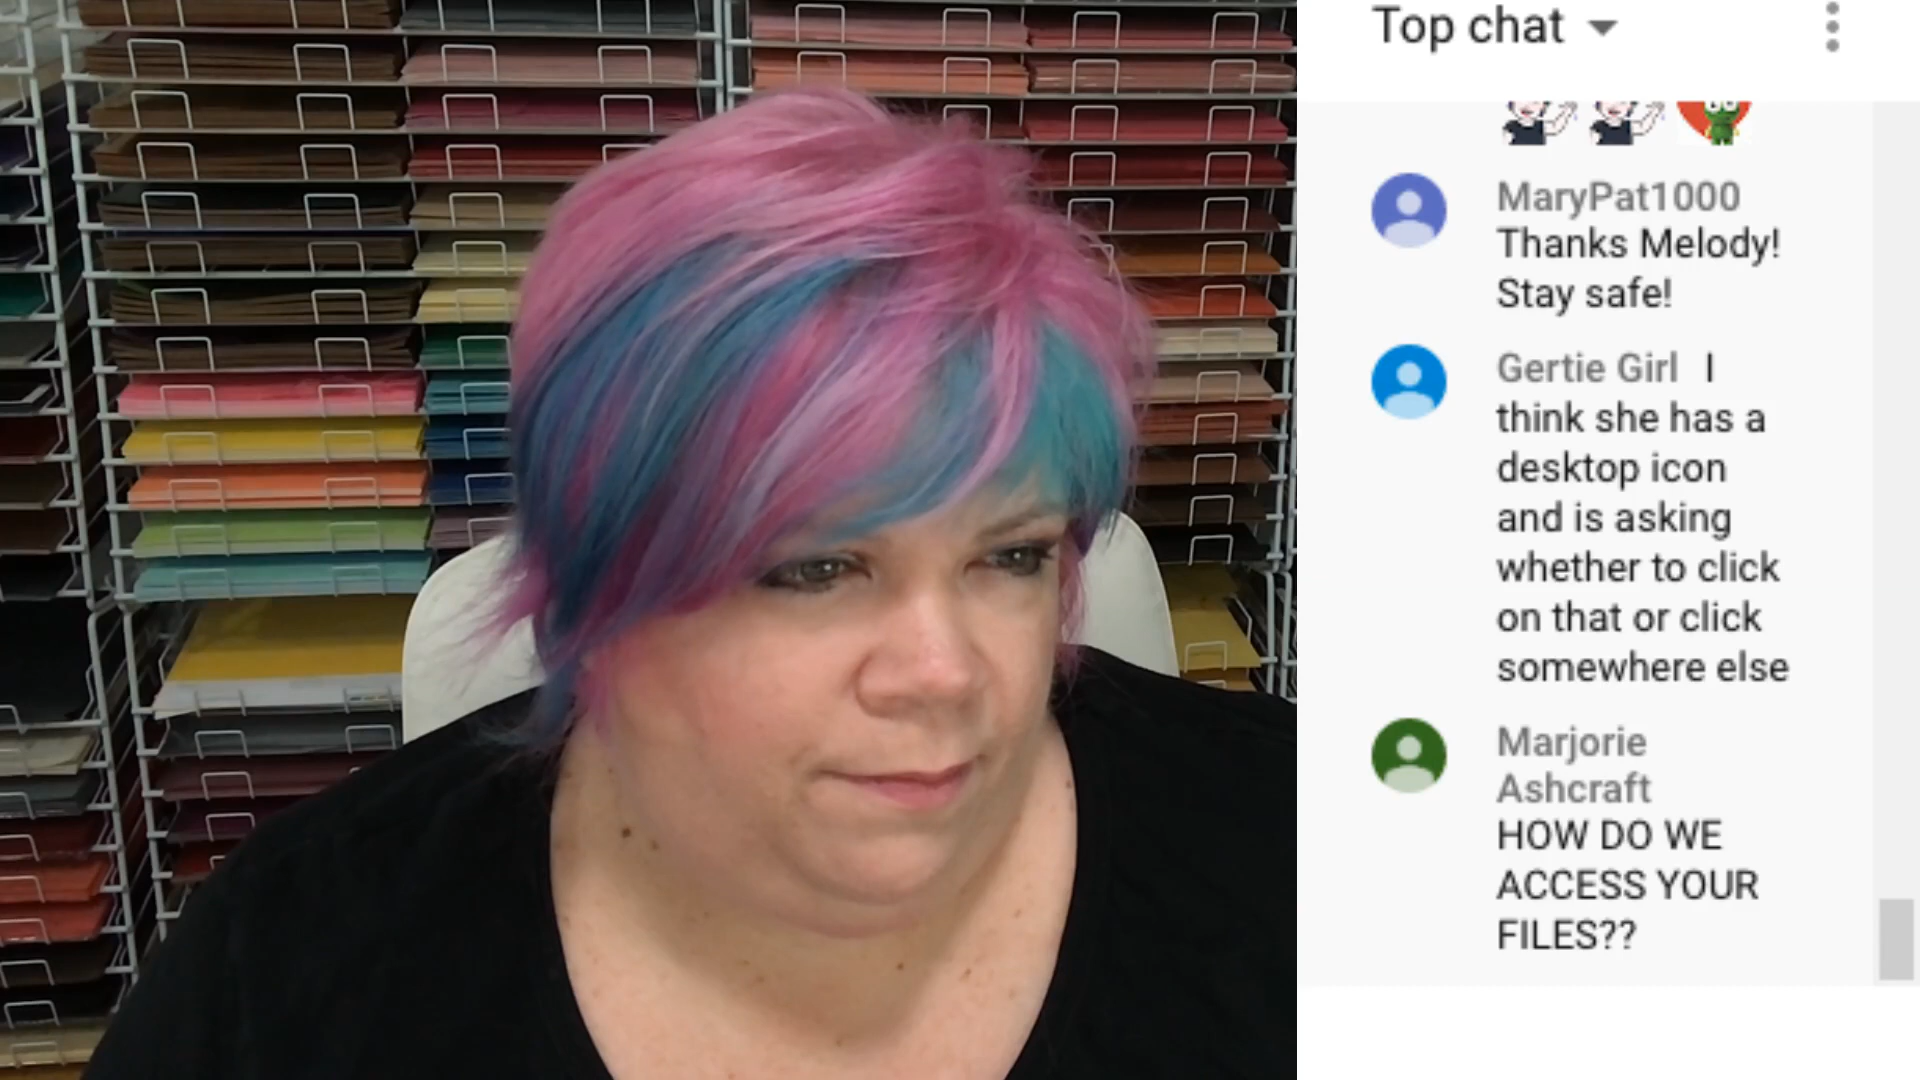 Top chat
MaryPat1000
Thanks Melody!
Stay safe!
Gertie Girl I
think she has a
desktop icon
and is asking
whether to click
on that or click
somewhere else
Marjorie
Ashcraft
HOW DO WE
ACCESS YOUR
FILES??